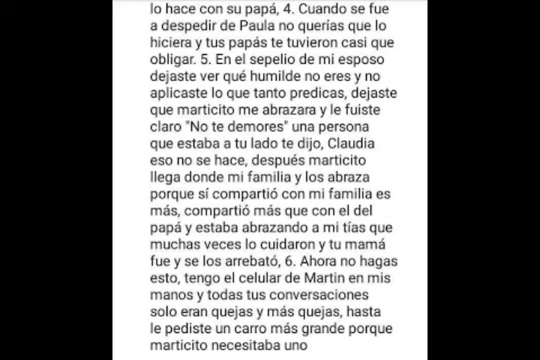 lo hace con su papá, 4. Cuando se fue
a despedir de Paula no querías que lo
hiciera y tus papás te tuvieron casi que
obligar. 5. En el sepelio de mi esposo
dejaste ver qué humilde no eres y no
aplicaste lo que tanto predicas, dejaste
que marticito me abrazara y le fuiste
claro "No te demores" una persona
que estaba a tu lado te dijo, Claudia
eso no se hace, después marticito
llega donde mi familia y los abraza
porque sí compartió con mi familia es
más, compartió más que con el del
papá y estaba abrazando a mi tías que
muchas veces lo cuidaron y tu mamá
fue y se los arrebató, 6. Ahora no hagas
esto, tengo el celular de Martin en mis
manos y todas tus conversaciones
solo eran quejas y más quejas, hasta
le pediste un carro más grande porque
marticito necesitaba uno